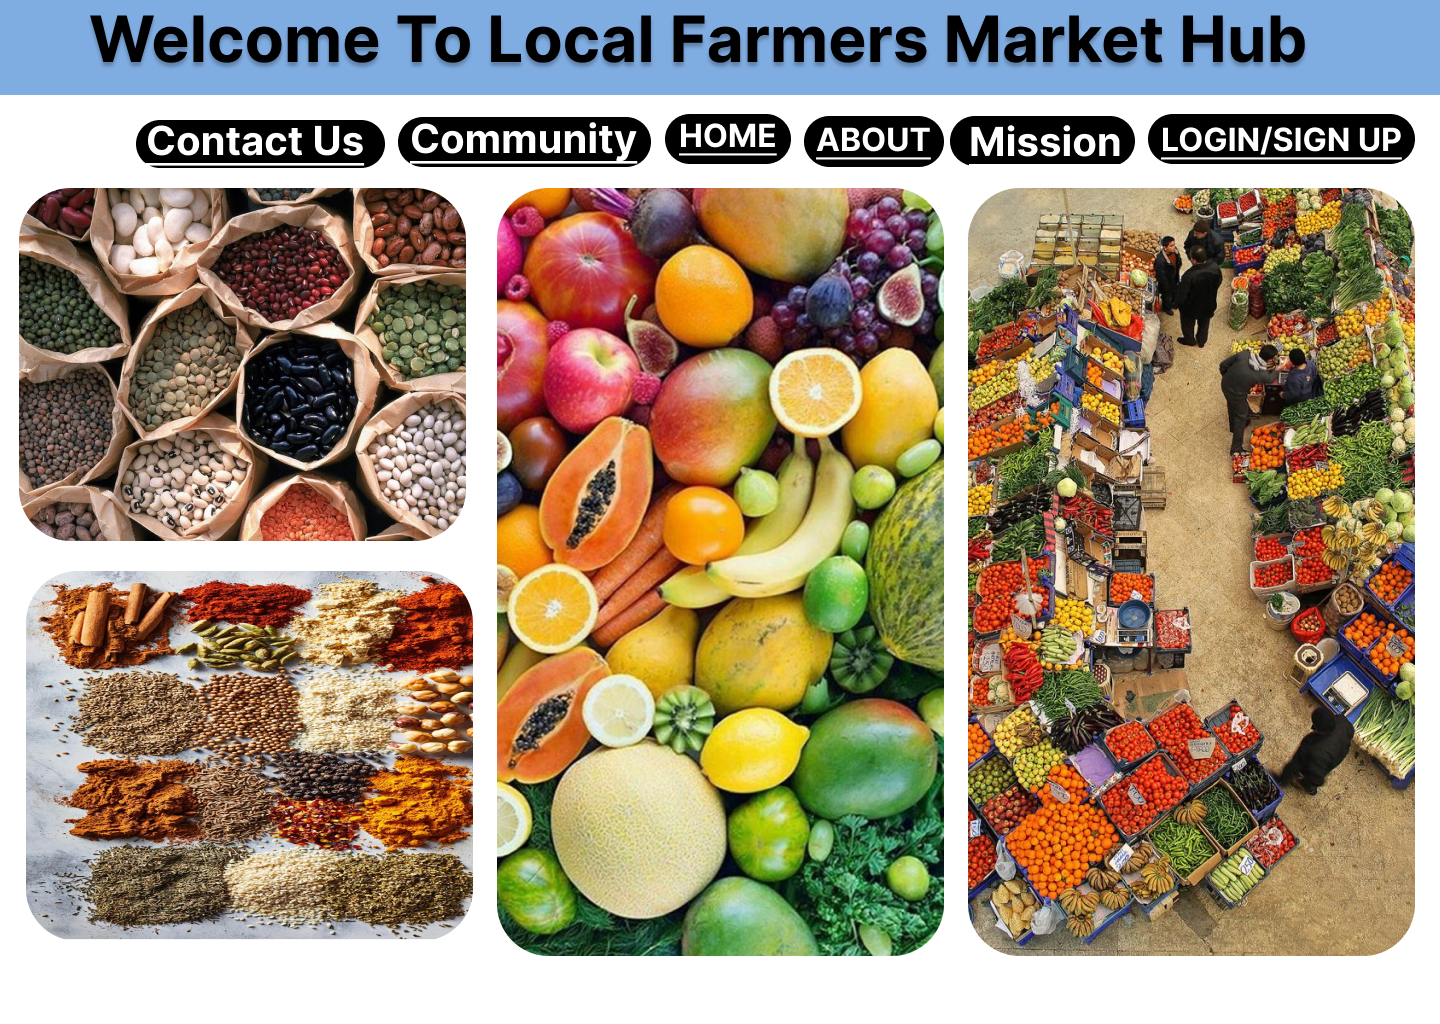 Welcome To Local Farmers Market Hub
Contact Us
Community
HOME
ABOUT
Mission
LOGIN/SIGN UP